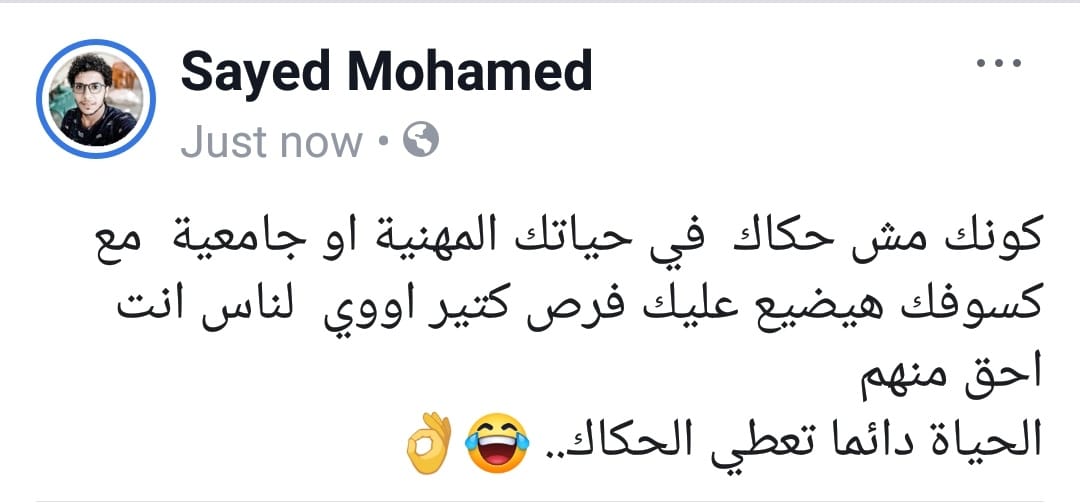 Sayed Mohamed
Just now •
كونك مش حكاك في حياتك المهنية او جامعية مع
كسوفك هيضيع عليك فرص كتير اووي لناس انت
احق منهم
الحياة دائما تعطي الحكاك.. 😂👌